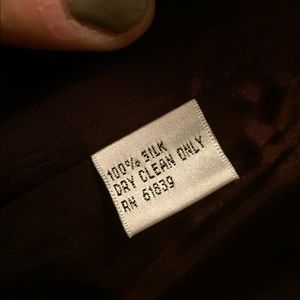 100% SILK
DRY CLEAN ONLY
RN 61839